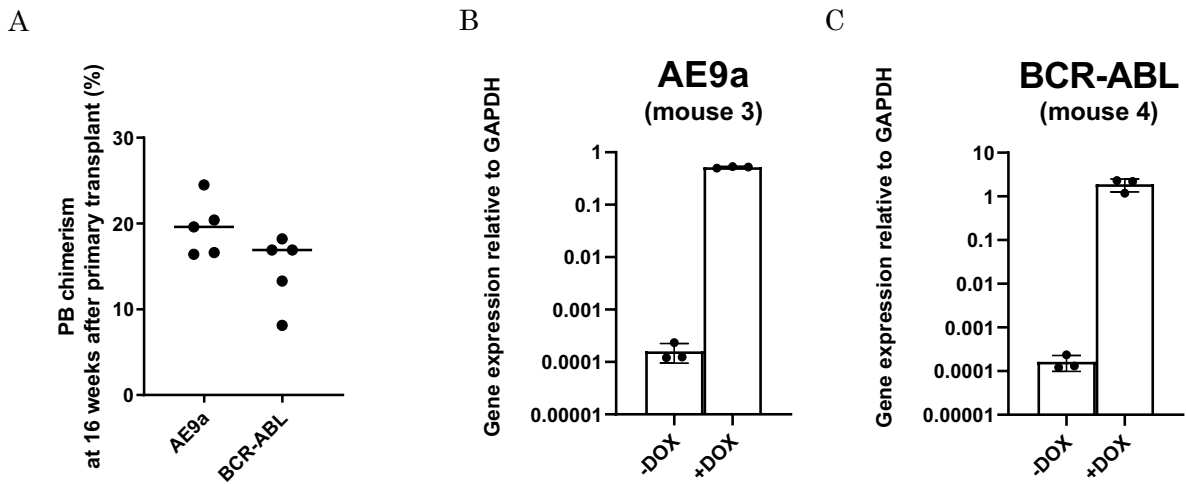 A
PB chimerism
at 16 weeks after primary transplant (%)
30
20
10
0
AE9a
BCR-ABL
B
AE9a
(mouse 3)
Gene expression relative to GAPDH
1
0.1
0.01
0.001
0.0001
0.00001
-DOX
+DOX
C
BCR-ABL
(mouse 4)
Gene expression relative to GAPDH
10
1
0.1
0.01
0.001
0.0001
0.00001
-DOX
+DOX